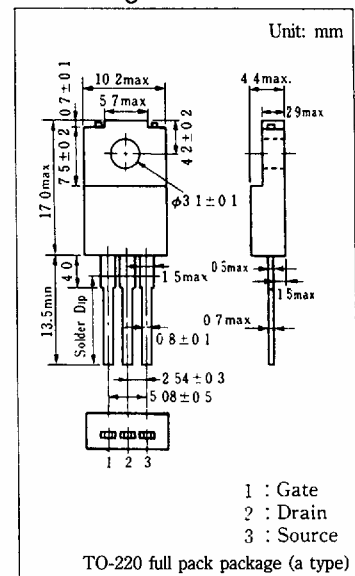 Unit: mm
10.2max
5.7max
4.4max.
2.9max
0.7±0.1
7.5±0.2
4.2±0.2
17.0max
φ3.1±0.1
4.0
1.5max
13.5min
Solder Dip
0.8±0.1
2.54±0.3
5.08±0.5
0.5max
1.5max
0.7max
1 2 3
1 : Gate
2 : Drain
3 : Source
TO-220 full pack package (a type)